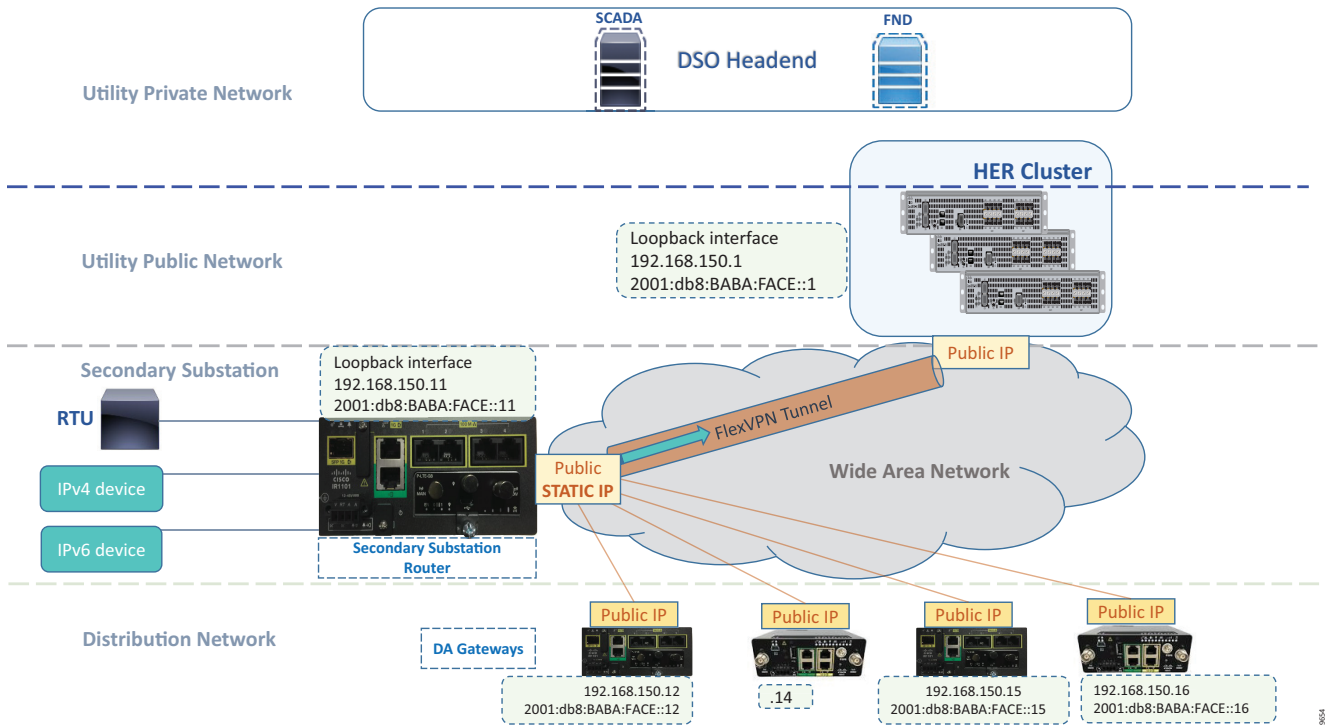 SCADA
FND
DSO Headend
Utility Private Network
HER Cluster
Loopback interface
192.168.150.1
2001:db8:BABA:FACE::1
Utility Public Network
Public IP
Secondary Substation
Loopback interface
192.168.150.11
2001:db8:BABA:FACE::11
RTU
FlexVPN Tunnel
Wide Area Network
CISCO
IR1101
Public
STATIC IP
IPv4 device
IPv6 device
Secondary Substation
Router
Public IP
Public IP
Public IP
Public IP
Distribution Network
DA Gateways
192.168.150.12
2001:db8:BABA:FACE::12
.14
192.168.150.15
2001:db8:BABA:FACE::15
192.168.150.16
2001:db8:BABA:FACE::16